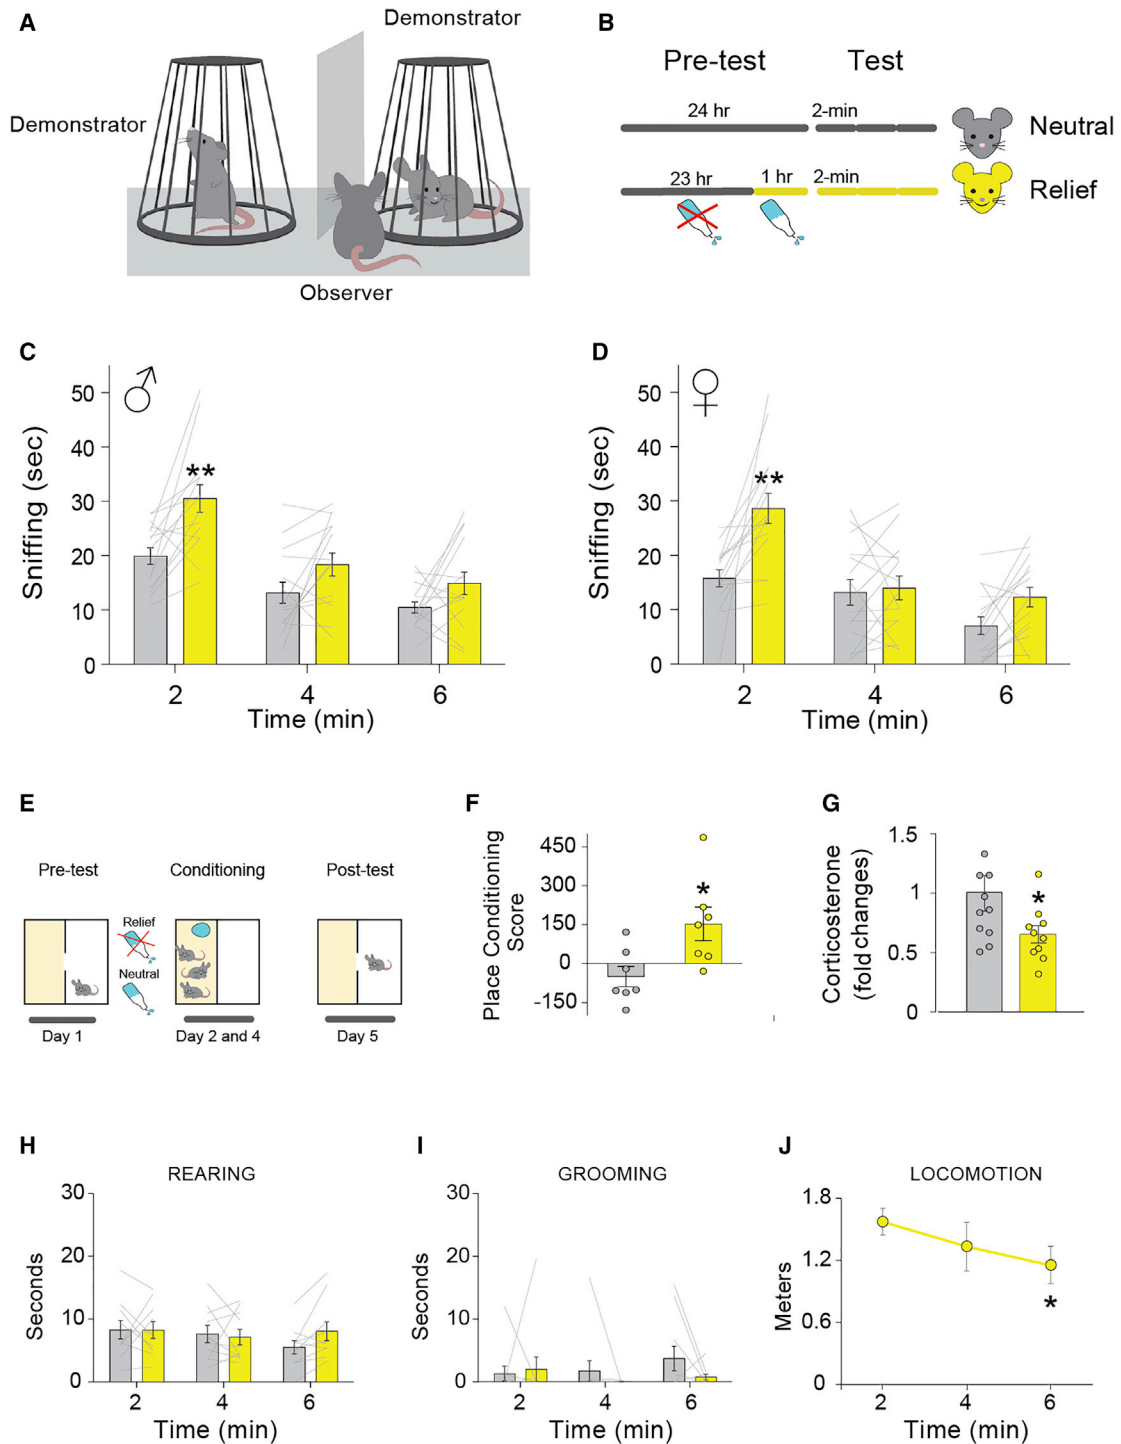 A
Demonstrator
Demonstrator
Observer
B
Pre-test
Test
24 hr
2-min
Neutral
23 hr
1 hr
2-min
Relief
C
♂
Sniffing (sec)
50
40
30
20
10
0
**
2
4
6
Time (min)
D
♀
Sniffing (sec)
50
40
30
20
10
0
**
2
4
6
Time (min)
E
Pre-test
Conditioning
Post-test
Relief
Neutral
Day 1
Day 2 and 4
Day 5
F
Place Conditioning
Score
450
300
150
0
-150
*
G
Corticosterone
(fold changes)
1.5
1
0.5
0
*
H
REARING
Seconds
30
20
10
0
2
4
6
Time (min)
I
GROOMING
Seconds
30
20
10
0
2
4
6
Time (min)
J
LOCOMOTION
Meters
1.8
1.2
0.6
0
*
2
4
6
Time (min)